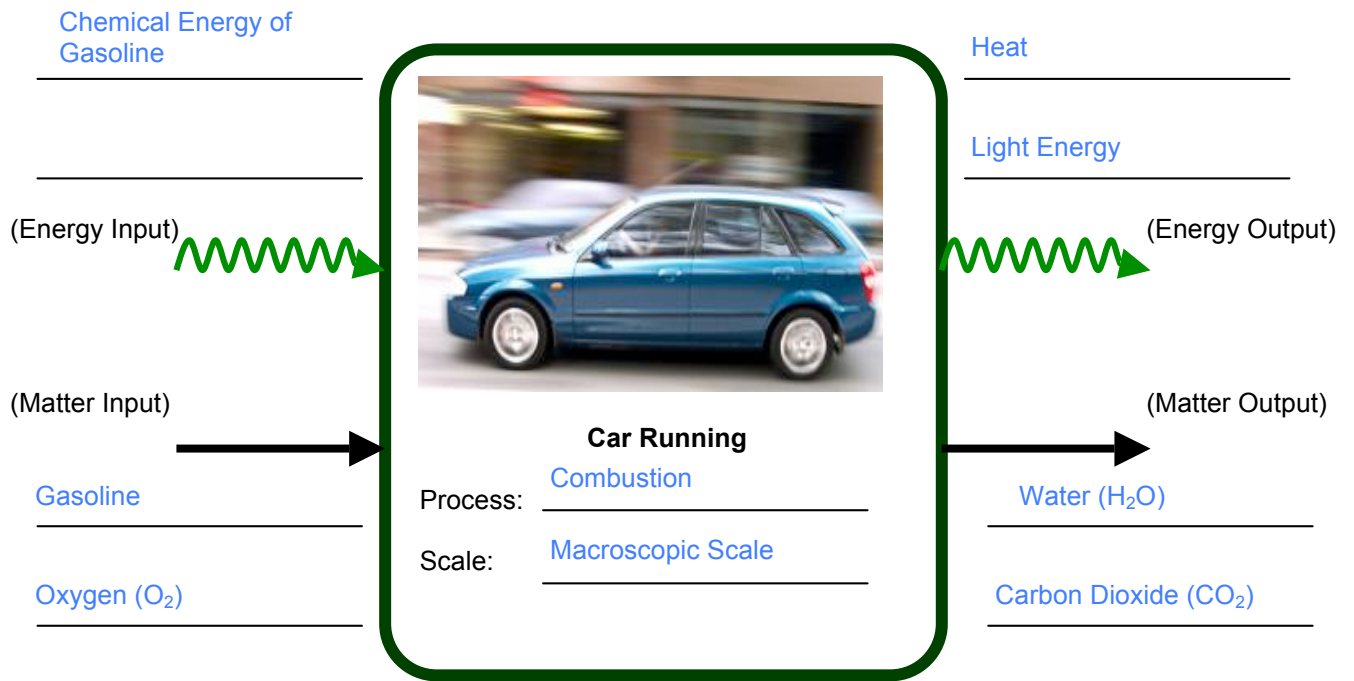 Chemical Energy of
Gasoline
(Energy Input)
(Matter Input)
Gasoline
Oxygen (O₂)
Car Running
Process: Combustion
Scale: Macroscopic Scale
Heat
Light Energy
(Energy Output)
(Matter Output)
Water (H₂O)
Carbon Dioxide (CO₂)